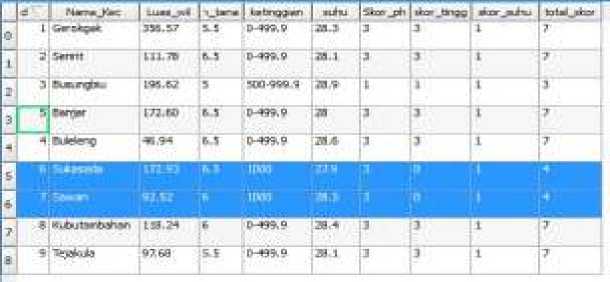 d Nama_Kec Luas_wil _tana ketinggian suhu Skor_ph skor_tingg skor_suhu total_skor
0 1 Gerokgak 356.57 5.5 0-499.9 28.3 3 3 1 7
1 2 Seririt 111.78 6.5 0-499.9 28.1 3 3 1 7
2 3 Busungbiu 196.62 5 500-999.9 28.9 1 1 1 3
3 5 Banjar 172.60 6.5 0-499.9 28 3 3 1 7
4 4 Buleleng 46.94 6.5 0-499.9 28.6 3 3 1 7
5 6 Sukasada 172.93 6.5 1000 27.9 3 0 1 4
6 7 Sawan 92.52 6 1000 28.3 3 0 1 4
7 8 Kubutambahan 118.24 6 0-499.9 28.4 3 3 1 7
8 9 Tejakula 97.68 5.5 0-499.9 28.1 3 3 1 7